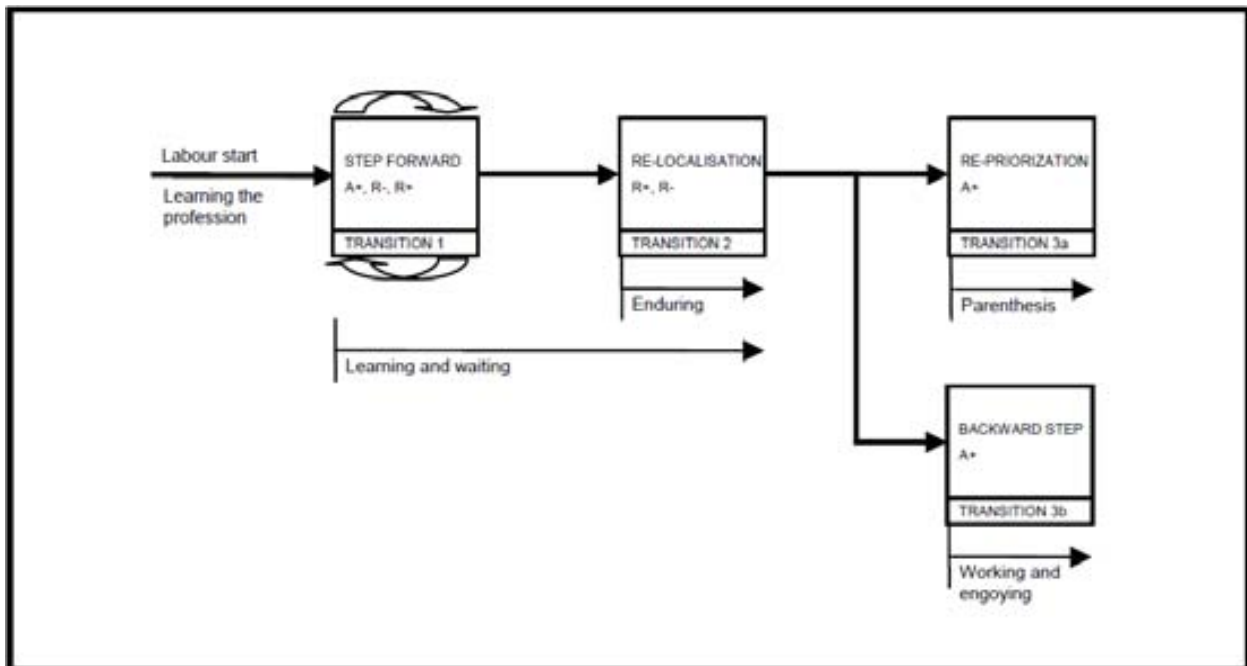 Labour start
Learning the
profession
STEP FORWARD
A+, R-, R+
TRANSITION 1
RE-LOCALISATION
R+, R-
TRANSITION 2
Enduring
Learning and waiting
RE-PRIORIZATION
A+
TRANSITION 3a
Parenthesis
BACKWARD STEP
A+
TRANSITION 3b
Working and
engoying